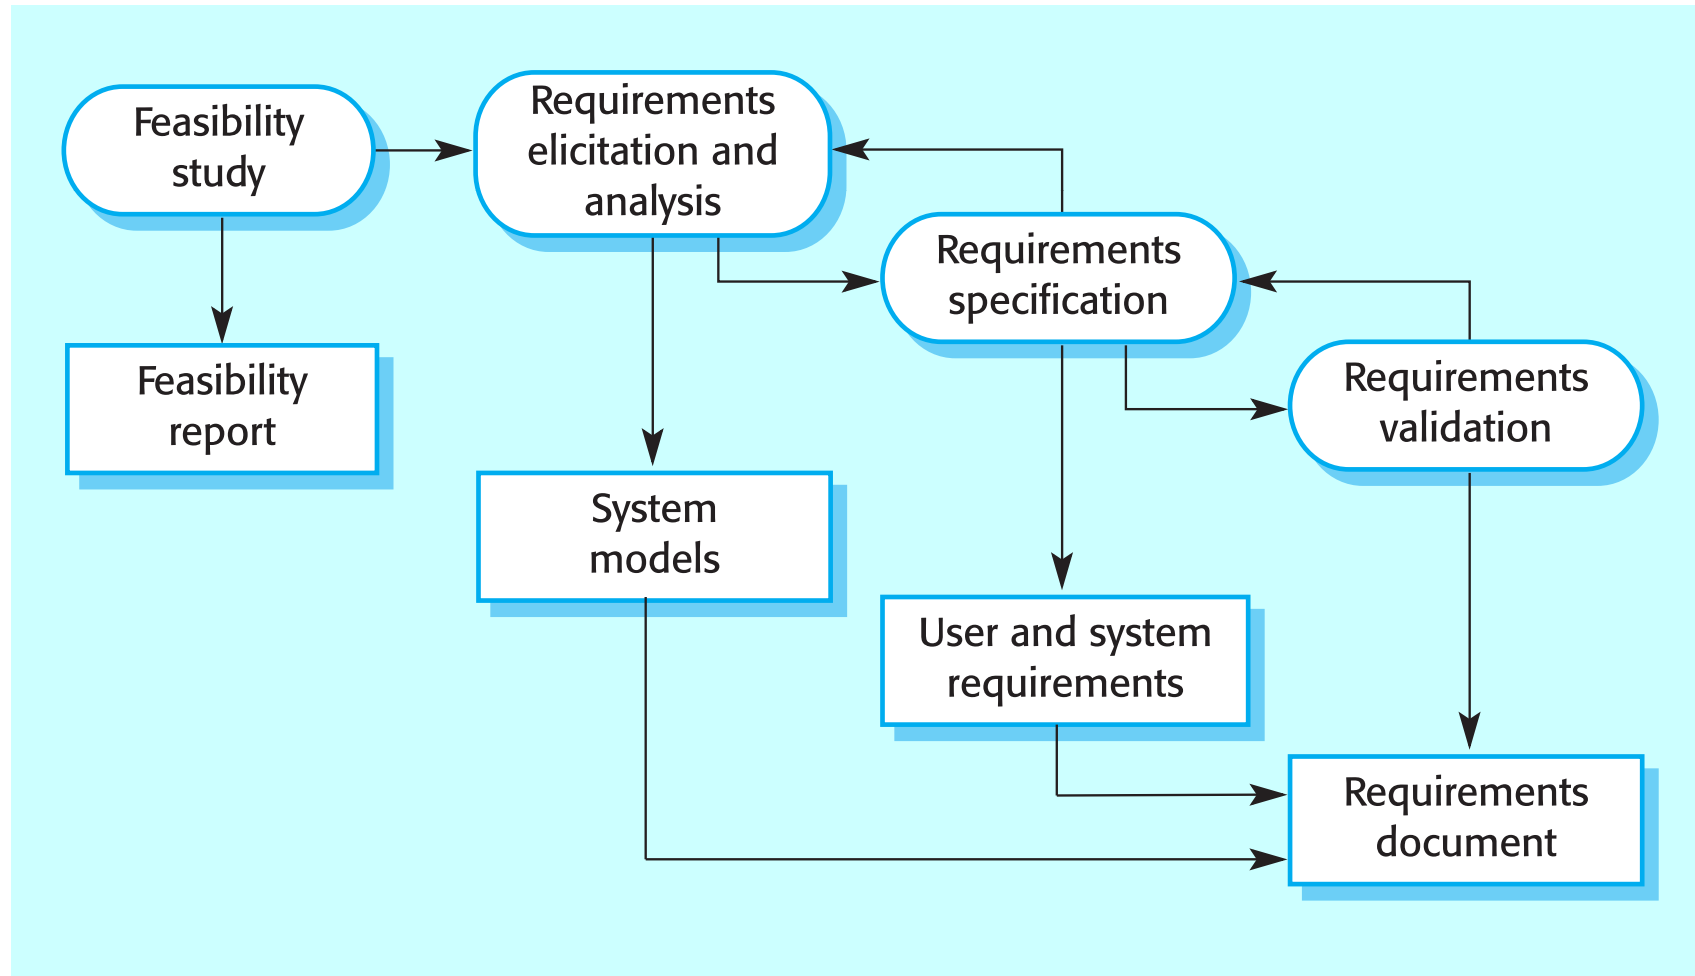 Feasibility
study
Requirements
elicitation and
analysis
Requirements
specification
Requirements
validation
Feasibility
report
System
models
User and system
requirements
Requirements
document